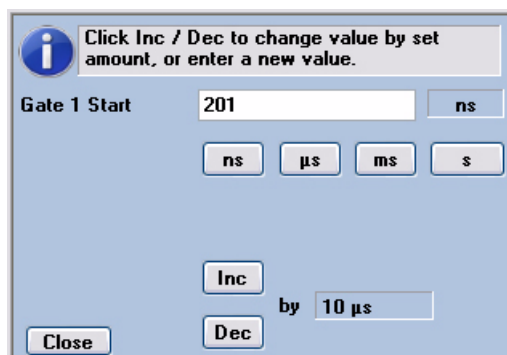 Click Inc / Dec to change value by set
amount, or enter a new value.
Gate 1 Start 201 ns
ns µs ms s
Inc
by 10 µs
Dec
Close